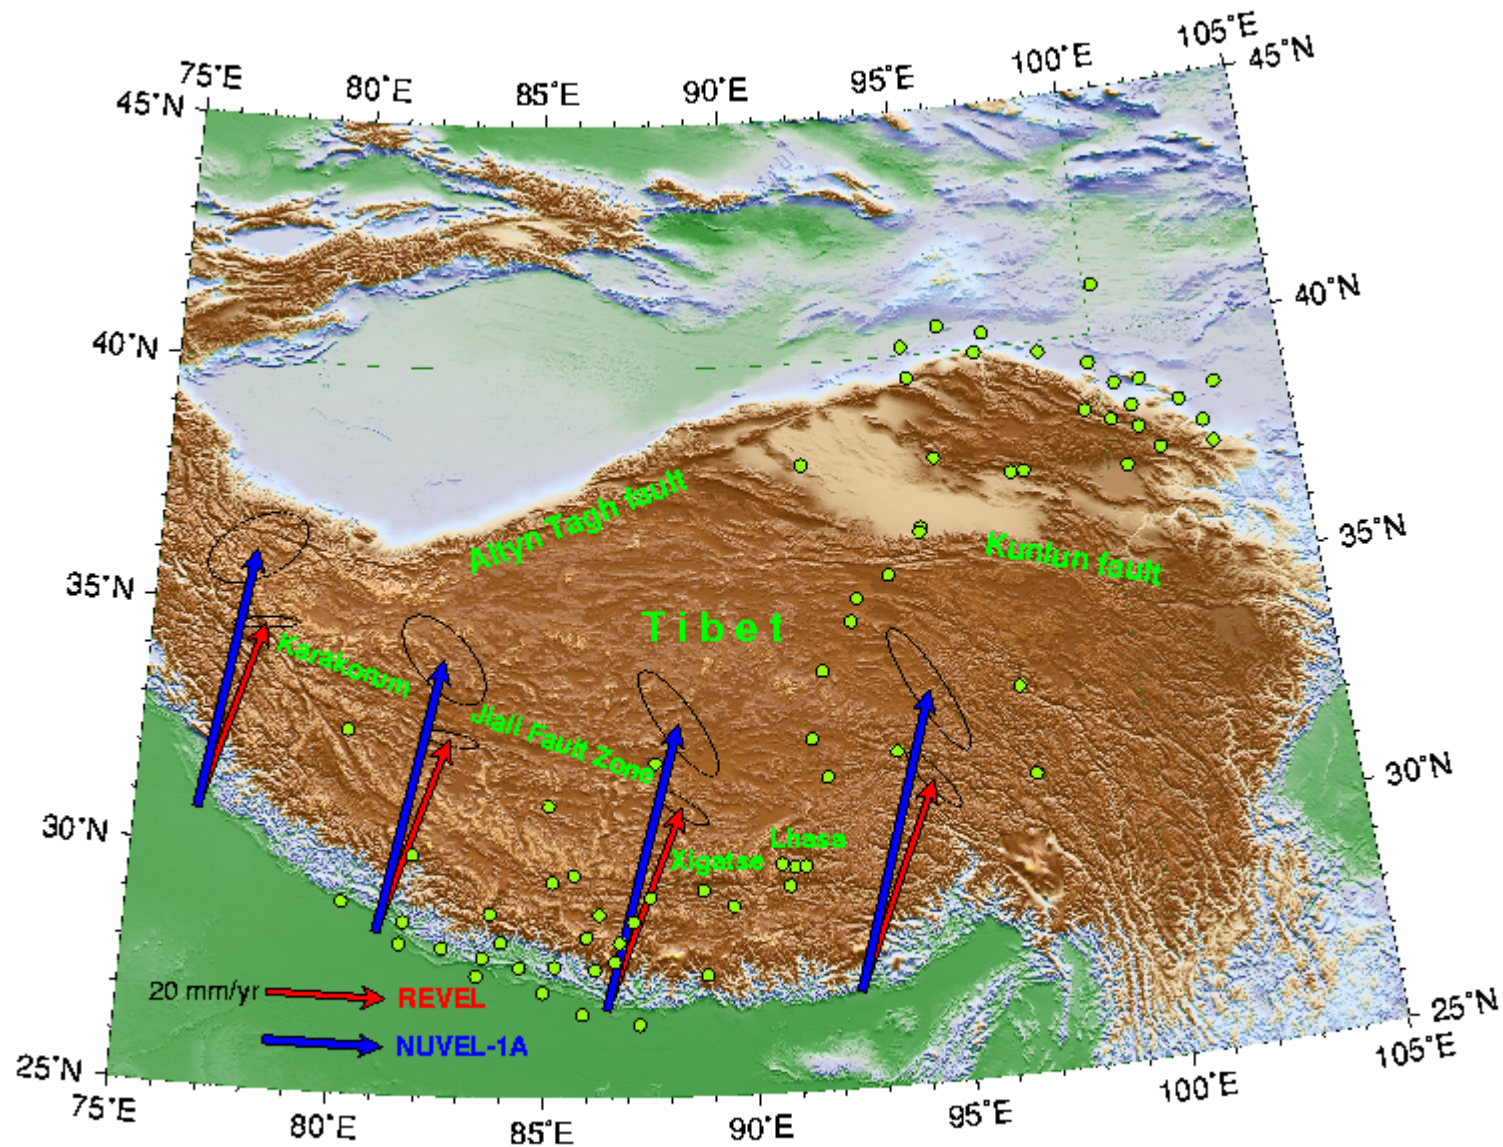 75°E 80°E 85°E 90°E 95°E 100°E 105°E
45°N 45°N
40°N 40°N
Altyn Tagh fault
Kunlun fault
35°N 35°N
Tibet
Karakorum
Jiali Fault Zone
30°N 30°N
Lhasa
Xigatse
20 mm/yr REVEL
NUVEL-1A
25°N 25°N
75°E 80°E 85°E 90°E 95°E 100°E 105°E